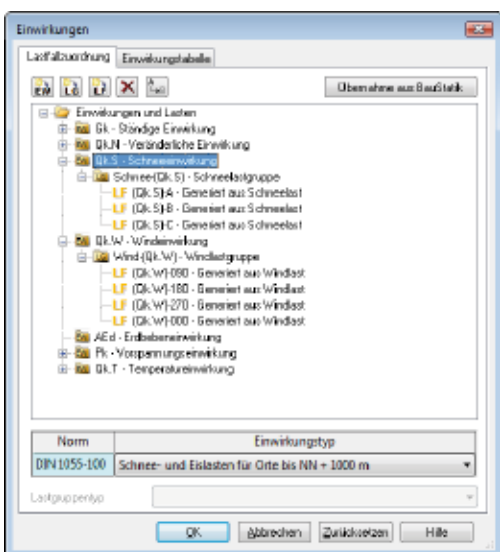 Einwirkungen
Lastfallzuordnung Einwirkungstabelle
EW LG LF Übernahme aus BauStatik
Einwirkungen und Lasten
Gk - Ständige Einwirkung
Qk.N - Veränderliche Einwirkung
Qk.S - Schneeeinwirkung
Schnee-(Qk.S) - Schneelastgruppe
LF (Qk.S)-A - Generiert aus Schneelast
LF (Qk.S)-B - Generiert aus Schneelast
LF (Qk.S)-C - Generiert aus Schneelast
Qk.W - Windeinwirkung
Wind-(Qk.W) - Windlastgruppe
LF (Qk.W)-090 - Generiert aus Windlast
LF (Qk.W)-180 - Generiert aus Windlast
LF (Qk.W)-270 - Generiert aus Windlast
LF (Qk.W)-000 - Generiert aus Windlast
AEd - Erdbebeneinwirkung
Pk - Vorspannungseinwirkung
Qk.T - Temperatureinwirkung
Norm Einwirkungstyp
DIN 1055-100 Schnee- und Eislasten für Orte bis NN + 1000 m
Lastgruppentyp
OK Abbrechen Zurücksetzen Hilfe